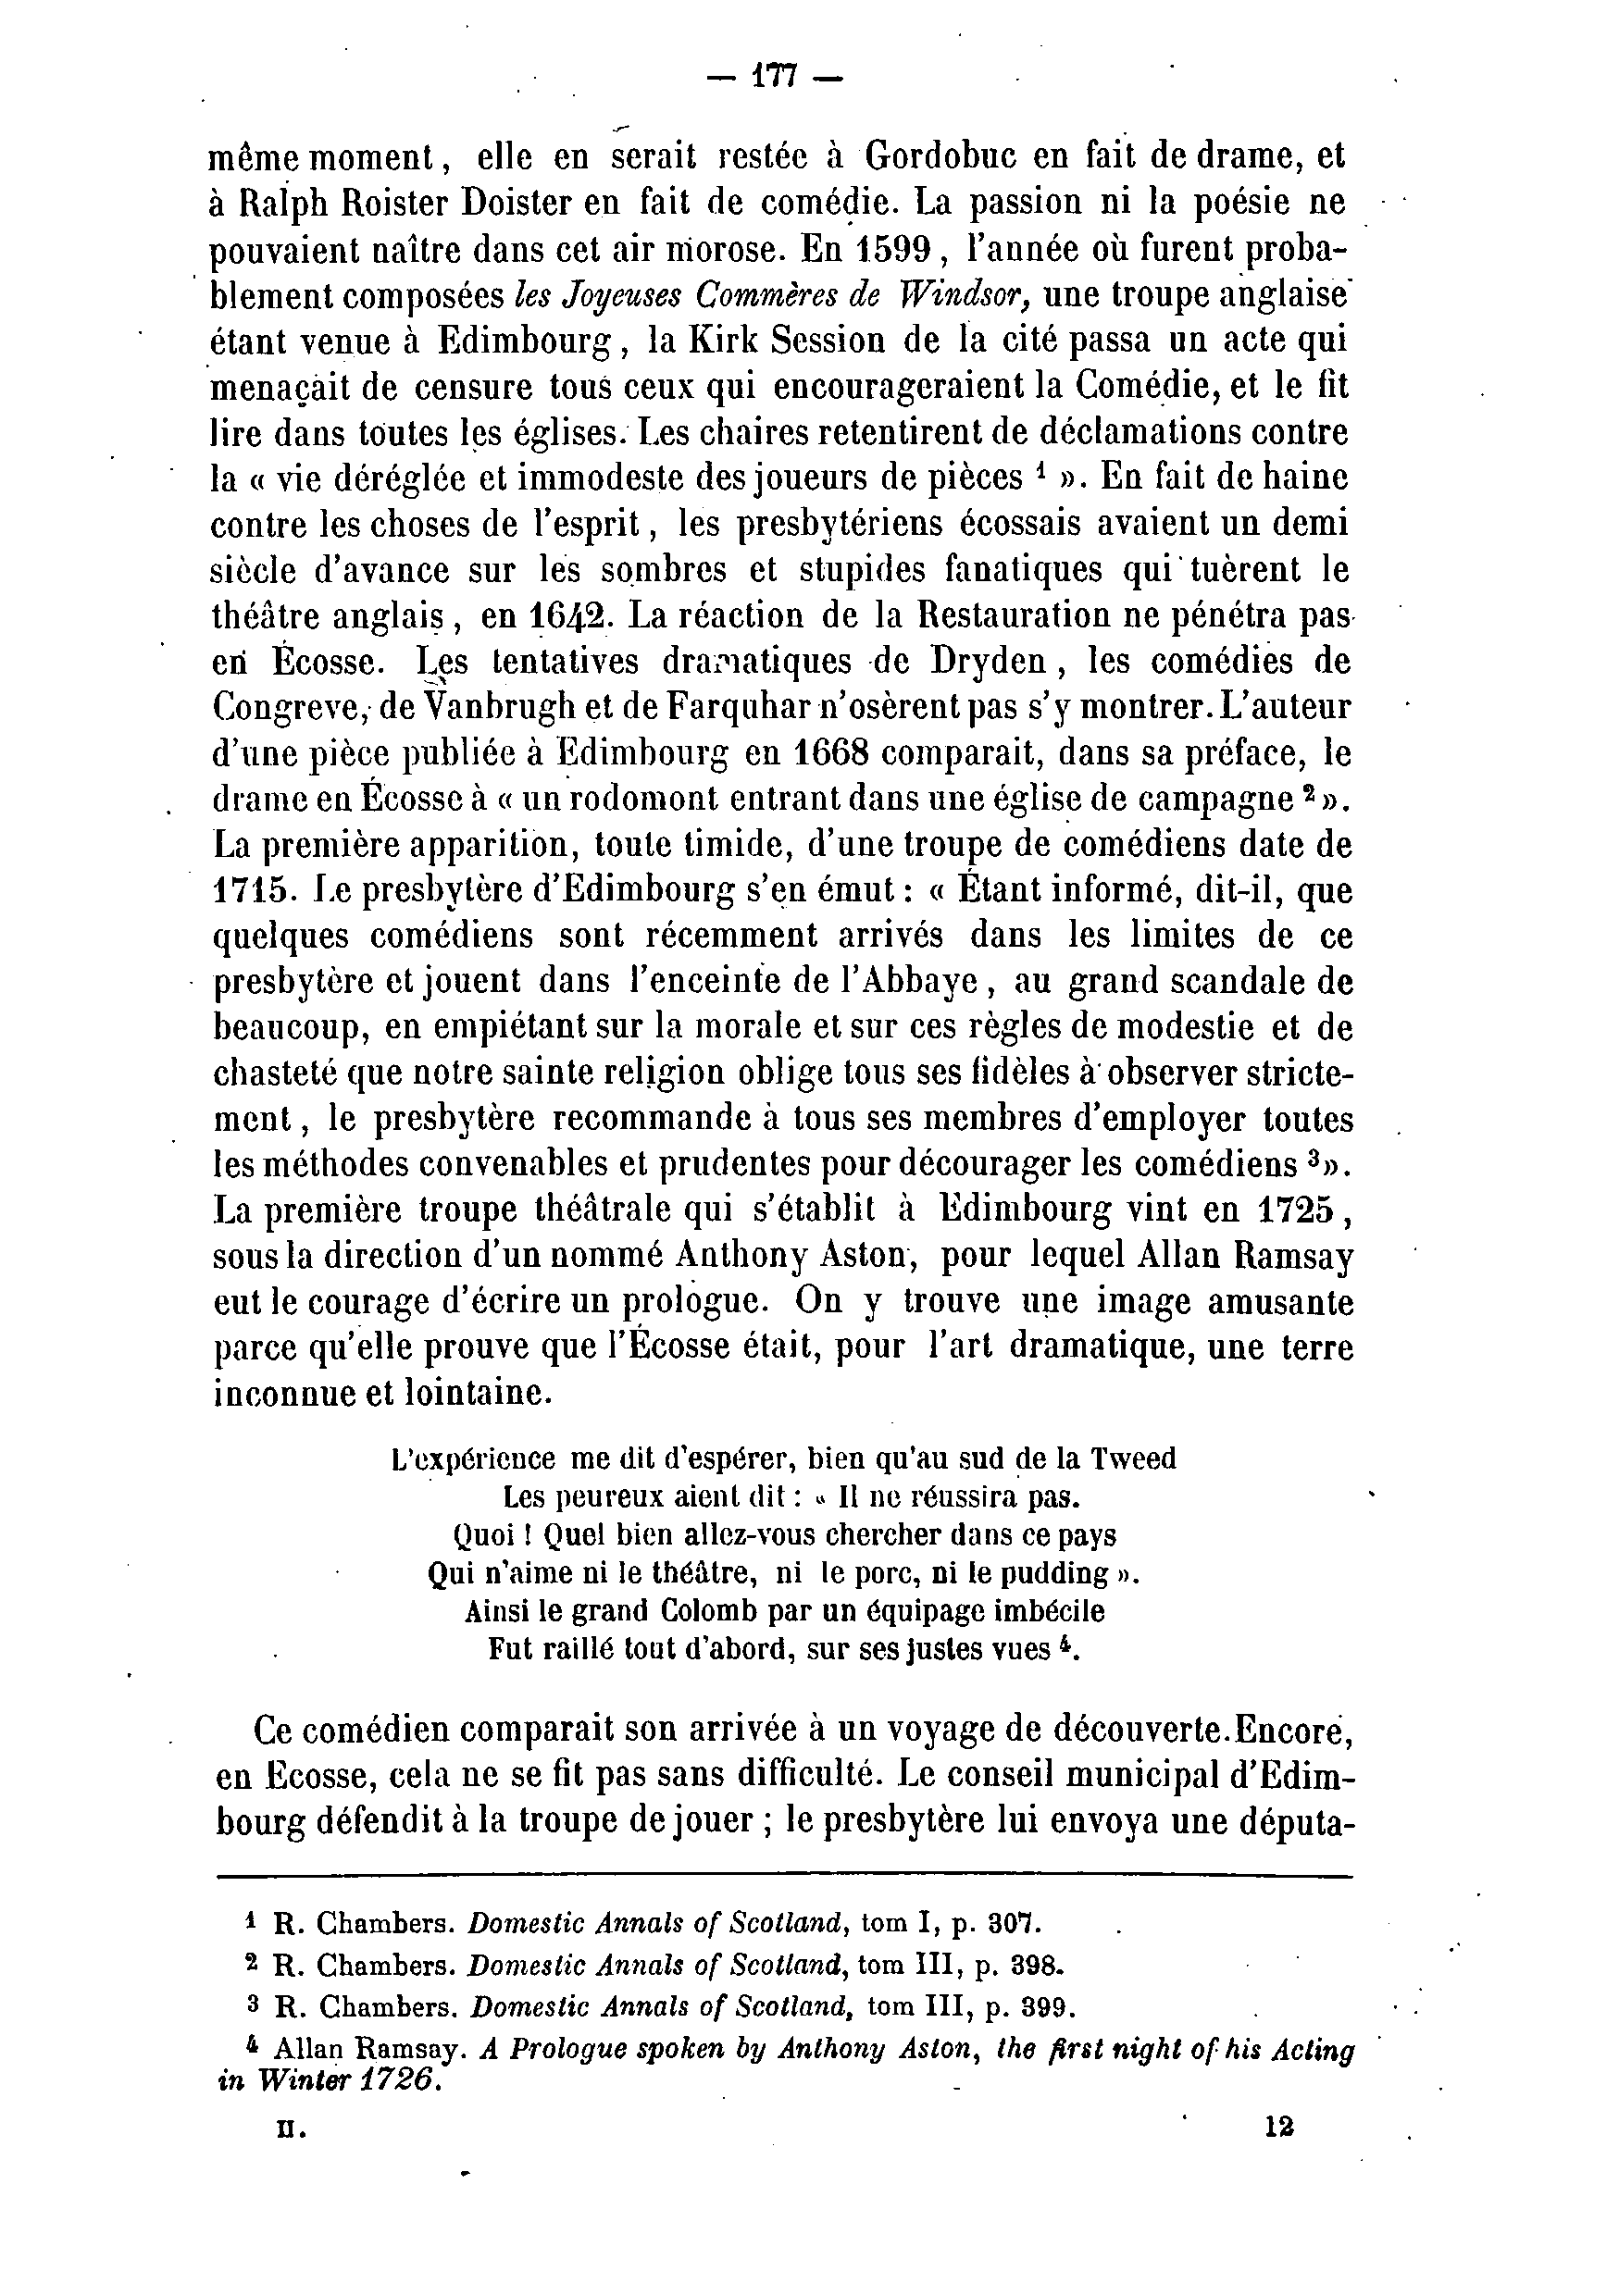 — 177 —
même moment, elle en serait restée à Gordobuc en fait de drame, et
à Ralph Roister Doister en fait de comédie. La passion ni la poésie ne
pouvaient naître dans cet air morose. En 1599, l'année où furent proba-
blement composées les Joyeuses Commères de Windsor, une troupe anglaise
étant venue à Edimbourg, la Kirk Session de la cité passa un acte qui
menaçait de censure tous ceux qui encourageraient la Comédie, et le fit
lire dans toutes les églises. Les chaires retentirent de déclamations contre
la « vie déréglée et immodeste des joueurs de pièces ¹ ». En fait de haine
contre les choses de l'esprit, les presbytériens écossais avaient un demi
siècle d'avance sur les sombres et stupides fanatiques qui tuèrent le
théâtre anglais, en 1642. La réaction de la Restauration ne pénétra pas
en Écosse. Les tentatives dramatiques de Dryden, les comédies de
Congreve, de Vanbrugh et de Farquhar n'osèrent pas s'y montrer. L'auteur
d'une pièce publiée à Edimbourg en 1668 comparait, dans sa préface, le
drame en Écosse à « un rodomont entrant dans une église de campagne ² ».
La première apparition, toute timide, d'une troupe de comédiens date de
1715. Le presbytère d'Edimbourg s'en émut : « Étant informé, dit-il, que
quelques comédiens sont récemment arrivés dans les limites de ce
presbytère et jouent dans l'enceinte de l'Abbaye, au grand scandale de
beaucoup, en empiétant sur la morale et sur ces règles de modestie et de
chasteté que notre sainte religion oblige tous ses fidèles à observer stricte-
ment, le presbytère recommande à tous ses membres d'employer toutes
les méthodes convenables et prudentes pour décourager les comédiens ³ ».
La première troupe théâtrale qui s'établit à Edimbourg vint en 1725,
sous la direction d'un nommé Anthony Aston, pour lequel Allan Ramsay
eut le courage d'écrire un prologue. On y trouve une image amusante
parce qu'elle prouve que l'Écosse était, pour l'art dramatique, une terre
inconnue et lointaine.
L'expérience me dit d'espérer, bien qu'au sud de la Tweed
Les peureux aient dit : « Il ne réussira pas.
Quoi ! Quel bien allez-vous chercher dans ce pays
Qui n'aime ni le théâtre, ni le porc, ni le pudding ».
Ainsi le grand Colomb par un équipage imbécile
Fut raillé tout d'abord, sur ses justes vues ⁴.
Ce comédien comparait son arrivée à un voyage de découverte. Encore,
en Ecosse, cela ne se fit pas sans difficulté. Le conseil municipal d'Edim-
bourg défendit à la troupe de jouer ; le presbytère lui envoya une députa-
¹ R. Chambers. Domestic Annals of Scotland, tom I, p. 307.
² R. Chambers. Domestic Annals of Scotland, tom III, p. 398.
³ R. Chambers. Domestic Annals of Scotland, tom III, p. 399.
⁴ Allan Ramsay. A Prologue spoken by Anthony Aston, the first night of his Acting
in Winter 1726.
II. 12